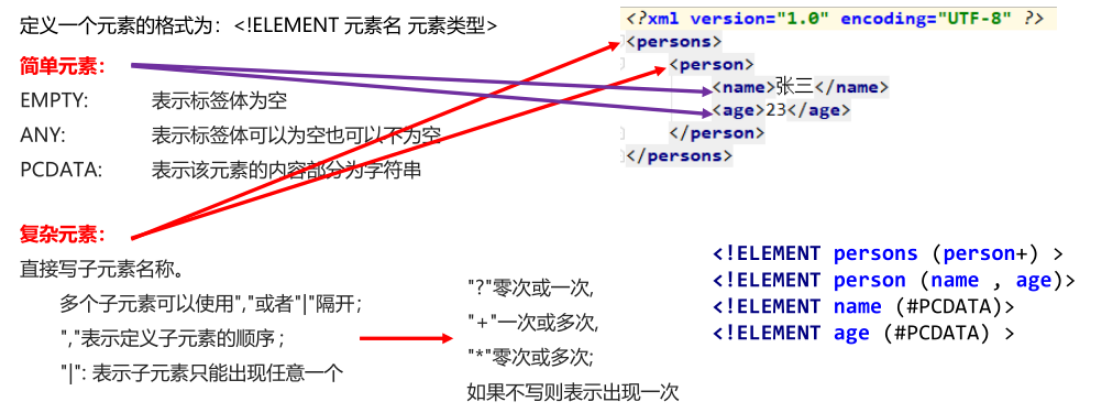 定义一个元素的格式为：<!ELEMENT 元素名 元素类型>
简单元素：
EMPTY: 表示标签体为空
ANY: 表示标签体可以为空也可以不为空
PCDATA: 表示该元素的内容部分为字符串
复杂元素：
直接写子元素名称。
多个子元素可以使用","或者"|"隔开；
","表示定义子元素的顺序；
"|": 表示子元素只能出现任意一个
"?"零次或一次,
"+"一次或多次,
"*"零次或多次;
如果不写则表示出现一次
<?xml version="1.0" encoding="UTF-8" ?>
<persons>
<person>
<name>张三</name>
<age>23</age>
</person>
</persons>
<!ELEMENT persons (person+) >
<!ELEMENT person (name , age)>
<!ELEMENT name (#PCDATA)>
<!ELEMENT age (#PCDATA) >